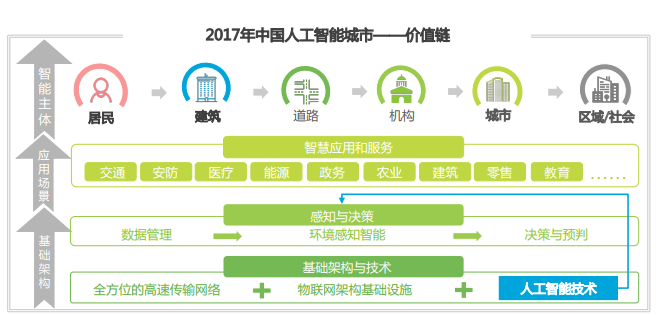 2017年中国人工智能城市——价值链
智能主体
居民
建筑
道路
机构
城市
区域/社会
应用场景
智慧应用和服务
交通 安防 医疗 能源 政务 农业 建筑 零售 教育 ……
基础架构
感知与决策
数据管理 环境感知智能 决策与预判
基础架构与技术
全方位的高速传输网络 + 物联网架构基础设施 + 人工智能技术